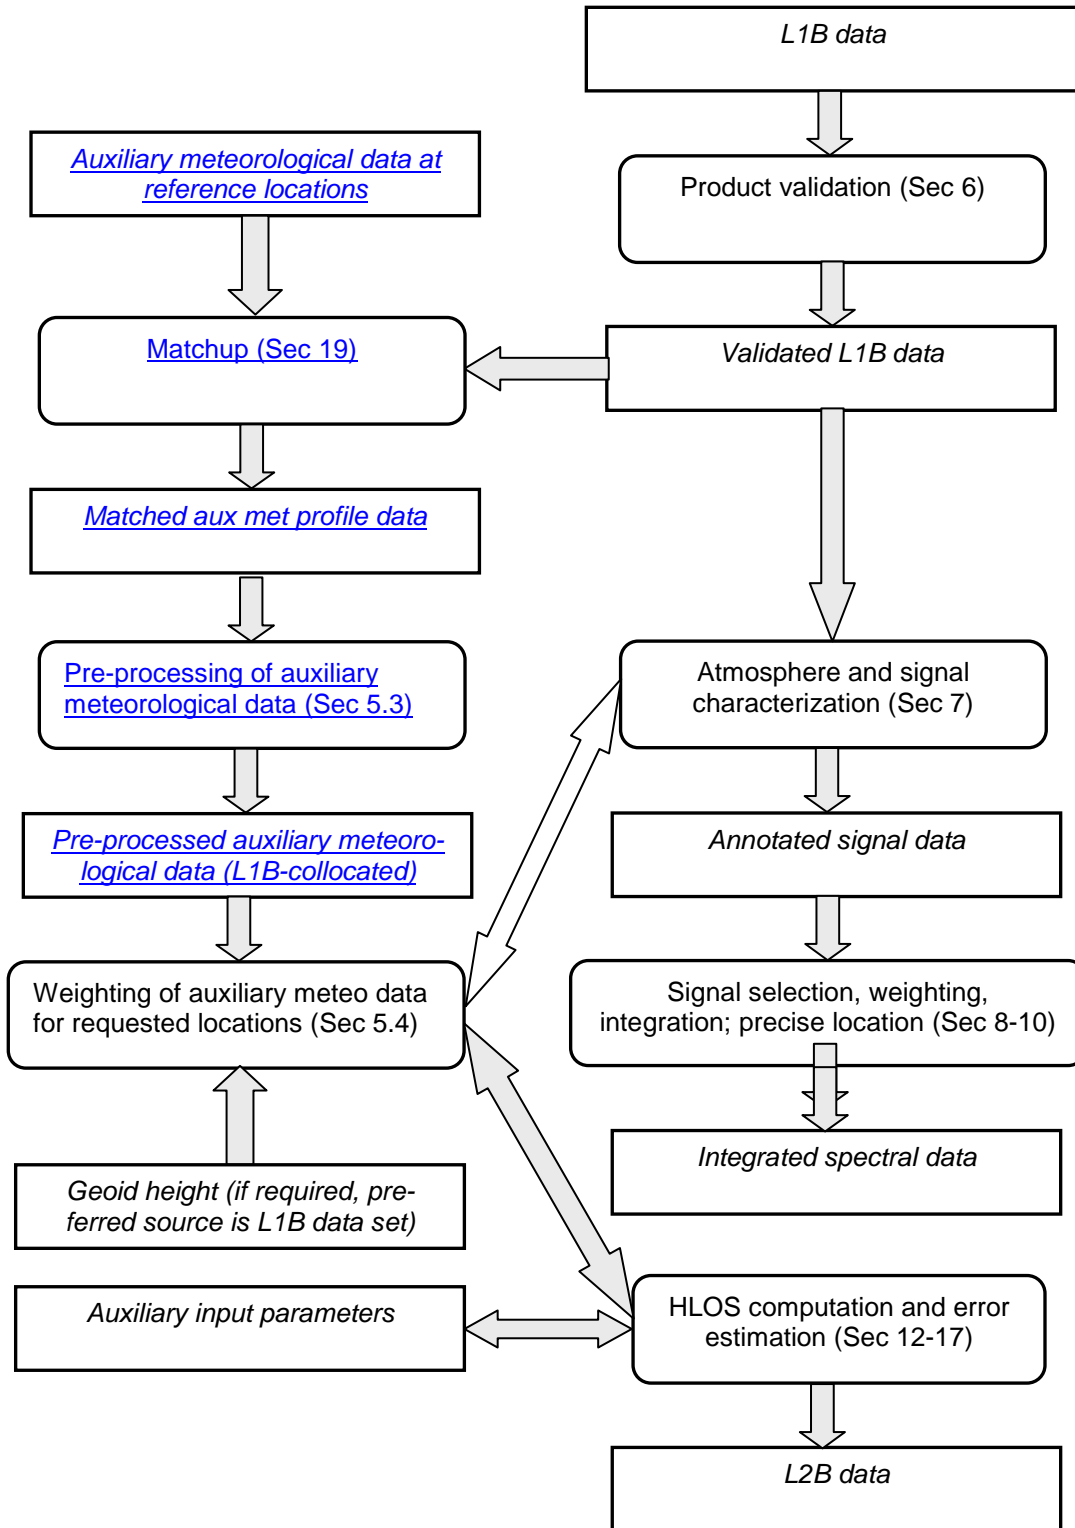 L1B data
Auxiliary meteorological data at
reference locations
Product validation (Sec 6)
Matchup (Sec 19)
Validated L1B data
Matched aux met profile data
Pre-processing of auxiliary
meteorological data (Sec 5.3)
Atmosphere and signal
characterization (Sec 7)
Pre-processed auxiliary meteoro-
logical data (L1B-collocated)
Annotated signal data
Weighting of auxiliary meteo data
for requested locations (Sec 5.4)
Signal selection, weighting,
integration; precise location (Sec 8-10)
Geoid height (if required, pre-
ferred source is L1B data set)
Integrated spectral data
Auxiliary input parameters
HLOS computation and error
estimation (Sec 12-17)
L2B data